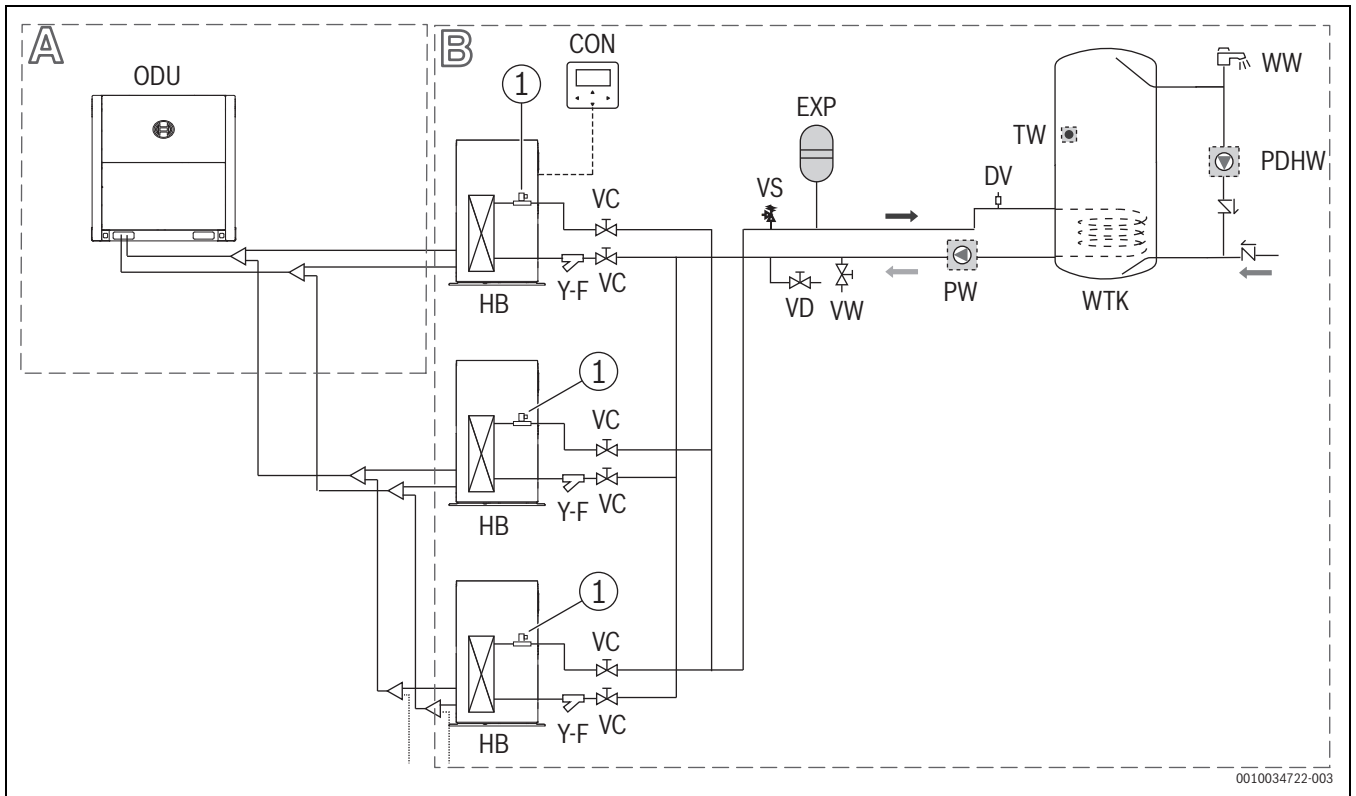 A
B
ODU
CON
1
HB
VC
VC
Y-F
VS
EXP
VD
VW
PW
DV
TW
WTK
WW
PDHW
1
HB
VC
VC
Y-F
1
HB
VC
VC
Y-F
0010034722-003